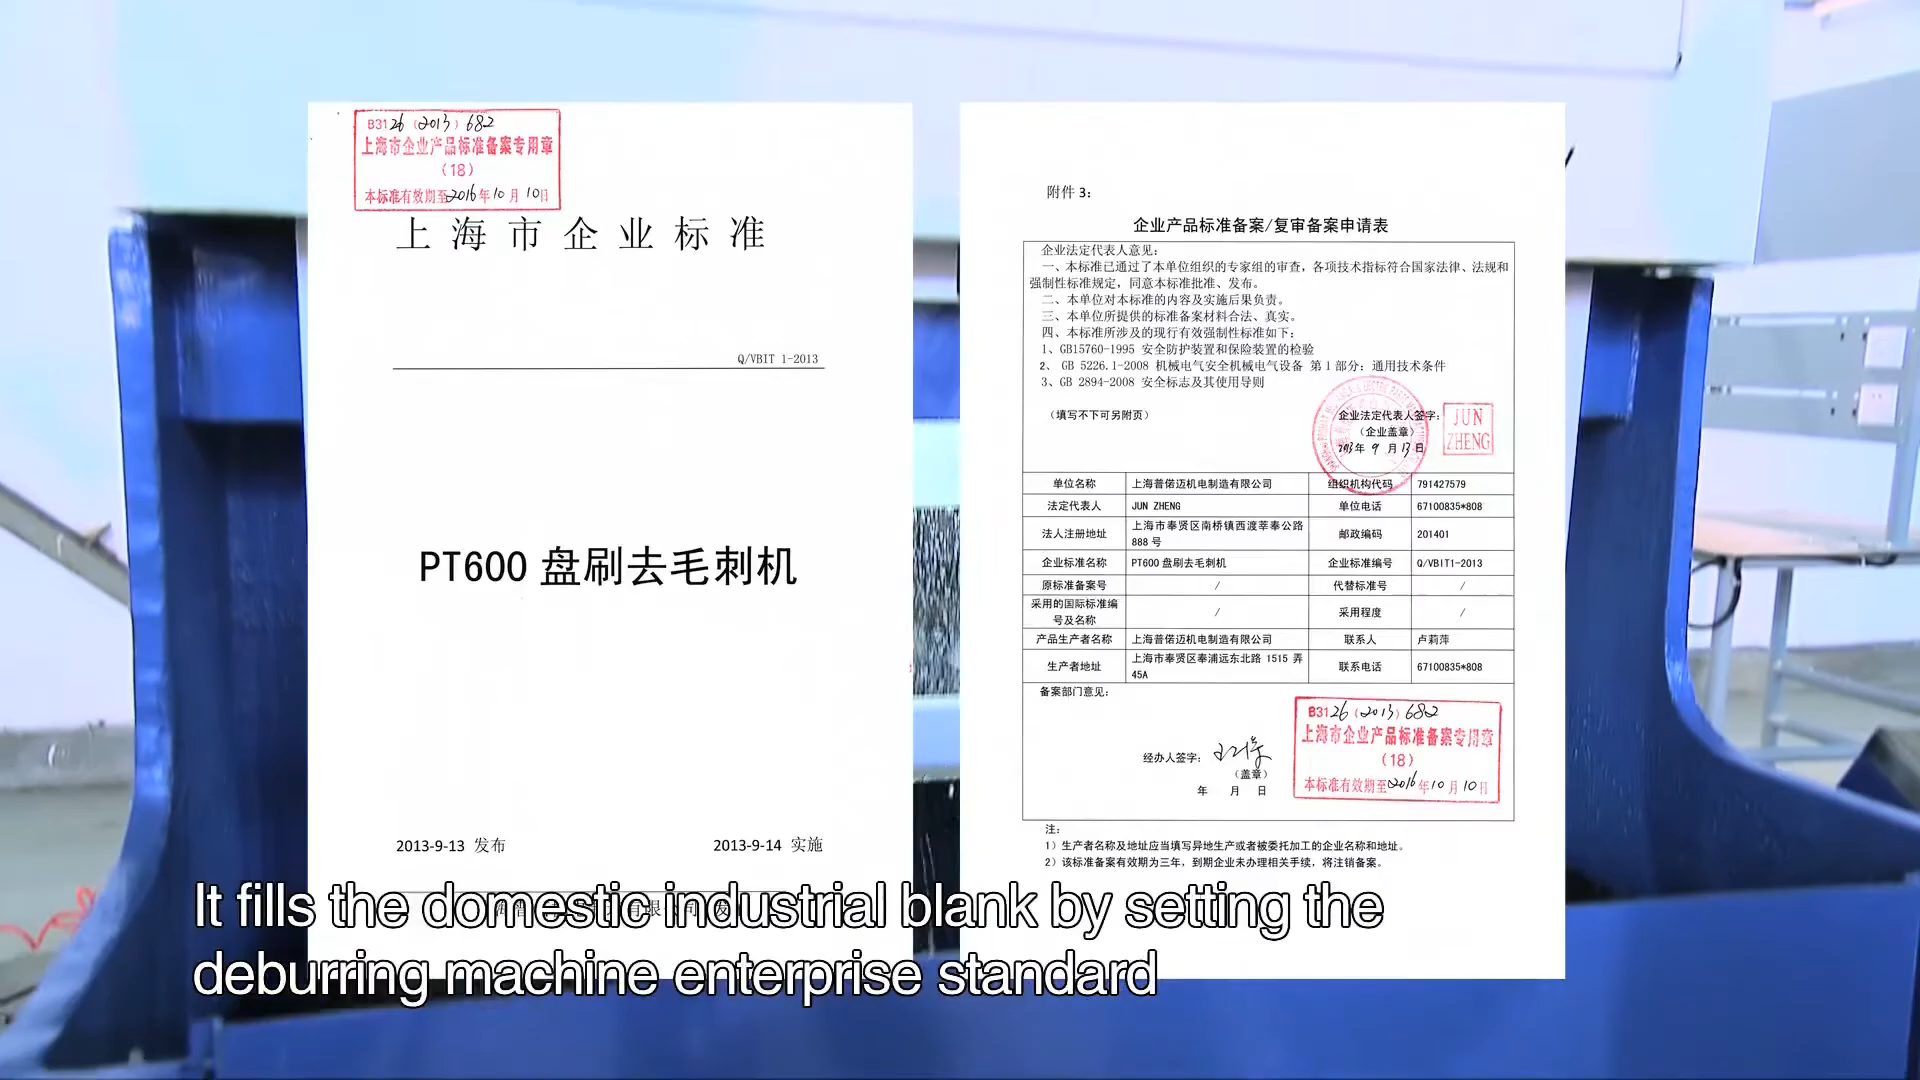 B3126(2013)682
上海市企业产品标准备案专用章
(18)
本标准有效期至2016年10月10日
上海市企业标准
Q/VBIT 1-2013
PT600 盘刷去毛刺机
2013-9-13 发布
2013-9-14 实施
附件 3:
企业产品标准备案/复审备案申请表
企业法定代表人意见:
一、本标准已通过了本单位组织的专家组的审查，各项技术指标符合国家法律、法规和
强制性标准规定，同意本标准批准、发布。
二、本单位对本标准的内容及实施后果负责。
三、本单位所提供的标准备案材料合法、真实。
四、本标准所涉及的现行有效强制性标准如下:
1、GB15760-1995 安全防护装置和保险装置的检验
2、 GB 5226.1-2008 机械电气安全机械电气设备 第1部分：通用技术条件
3、GB 2894-2008 安全标志及其使用导则
（填写不下可另附页）
企业法定代表人签字:
（企业盖章）
2013年 9 月 13 日
JUN
ZHENG
单位名称 上海普偌迈机电制造有限公司 组织机构代码 791427579
法定代表人 JUN ZHENG 单位电话 67100835*808
法人注册地址 上海市奉贤区南桥镇西渡莘奉公路
888 号 邮政编码 201401
企业标准名称 PT600 盘刷去毛刺机 企业标准编号 Q/VBIT1-2013
原标准备案号 / 代替标准号 /
采用的国际标准编
号及名称 / 采用程度 /
产品生产者名称 上海普偌迈机电制造有限公司 联系人 卢莉萍
生产者地址 上海市奉贤区奉浦远东北路 1515 弄
45A 联系电话 67100835*808
备案部门意见:
经办人签字:
（盖章）
年 月 日
B3126(2013)682
上海市企业产品标准备案专用章
(18)
本标准有效期至2016年10月10日
注:
1）生产者名称及地址应当填写异地生产或者被委托加工的企业名称和地址。
2）该标准备案有效期为三年，到期企业未办理相关手续，将注销备案。
It fills the domestic industrial blank by setting the
deburring machine enterprise standard